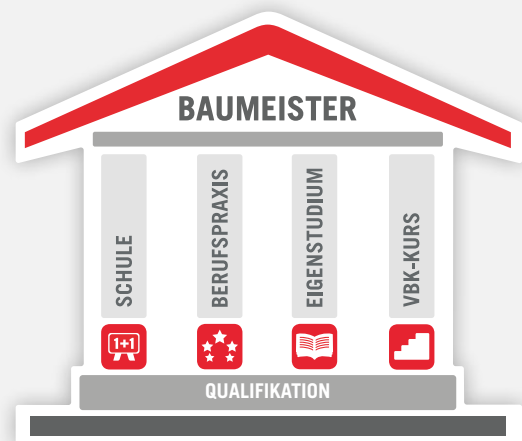 BAUMEISTER
SCHULE
BERUFSPRAXIS
EIGENSTUDIUM
VBK-KURS
1+1
QUALIFIKATION